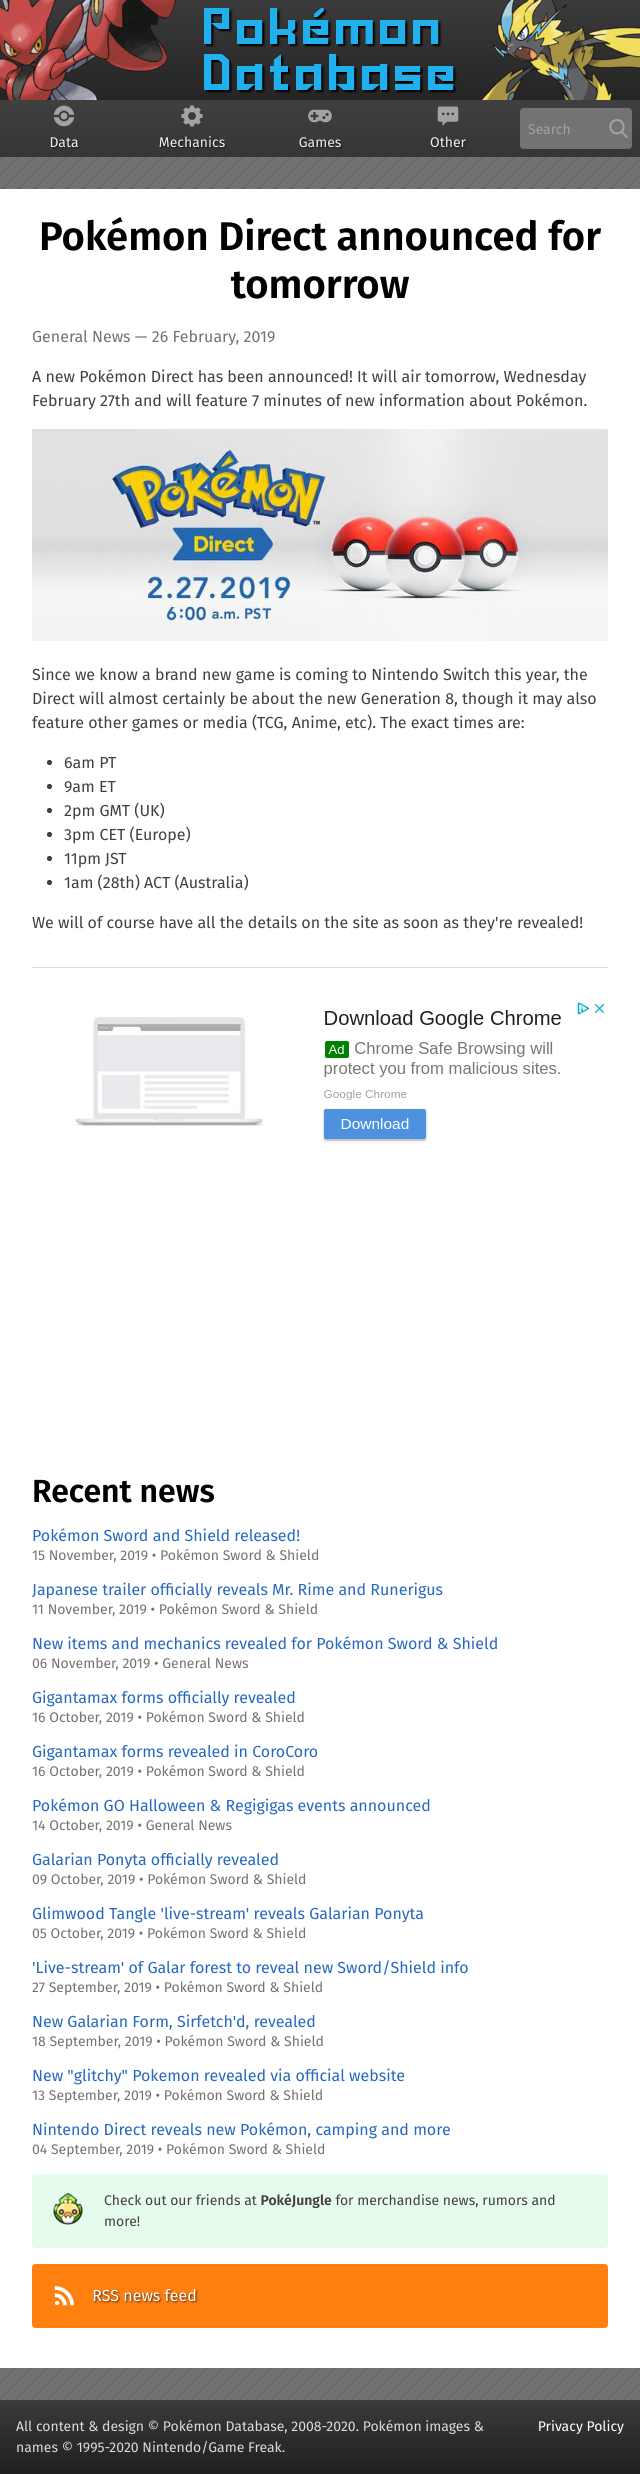 Pokémon
Database
Data
Mechanics
Games
Other
Search
Pokémon Direct announced for
tomorrow
General News — 26 February, 2019
A new Pokémon Direct has been announced! It will air tomorrow, Wednesday
February 27th and will feature 7 minutes of new information about Pokémon.
POKéMON
TM
Direct
2.27.2019
6:00 a.m. PST
Since we know a brand new game is coming to Nintendo Switch this year, the
Direct will almost certainly be about the new Generation 8, though it may also
feature other games or media (TCG, Anime, etc). The exact times are:
• 6am PT
• 9am ET
• 2pm GMT (UK)
• 3pm CET (Europe)
• 11pm JST
• 1am (28th) ACT (Australia)
We will of course have all the details on the site as soon as they're revealed!
Download Google Chrome
Ad Chrome Safe Browsing will
protect you from malicious sites.
Google Chrome
Download
Recent news
Pokémon Sword and Shield released!
15 November, 2019 • Pokémon Sword & Shield
Japanese trailer officially reveals Mr. Rime and Runerigus
11 November, 2019 • Pokémon Sword & Shield
New items and mechanics revealed for Pokémon Sword & Shield
06 November, 2019 • General News
Gigantamax forms officially revealed
16 October, 2019 • Pokémon Sword & Shield
Gigantamax forms revealed in CoroCoro
16 October, 2019 • Pokémon Sword & Shield
Pokémon GO Halloween & Regigigas events announced
14 October, 2019 • General News
Galarian Ponyta officially revealed
09 October, 2019 • Pokémon Sword & Shield
Glimwood Tangle 'live-stream' reveals Galarian Ponyta
05 October, 2019 • Pokémon Sword & Shield
'Live-stream' of Galar forest to reveal new Sword/Shield info
27 September, 2019 • Pokémon Sword & Shield
New Galarian Form, Sirfetch'd, revealed
18 September, 2019 • Pokémon Sword & Shield
New "glitchy" Pokemon revealed via official website
13 September, 2019 • Pokémon Sword & Shield
Nintendo Direct reveals new Pokémon, camping and more
04 September, 2019 • Pokémon Sword & Shield
Check out our friends at PokéJungle for merchandise news, rumors and
more!
RSS news feed
All content & design © Pokémon Database, 2008-2020. Pokémon images &
names © 1995-2020 Nintendo/Game Freak.
Privacy Policy